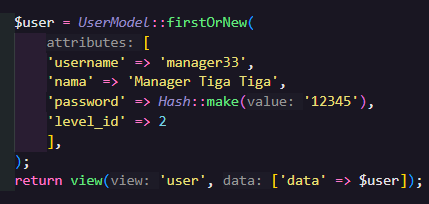 $user = UserModel::firstOrNew(
attributes: [
'username' => 'manager33',
'nama' => 'Manager Tiga Tiga',
'password' => Hash::make(value: '12345'),
'level_id' => 2
],
);
return view(view: 'user', data: ['data' => $user]);